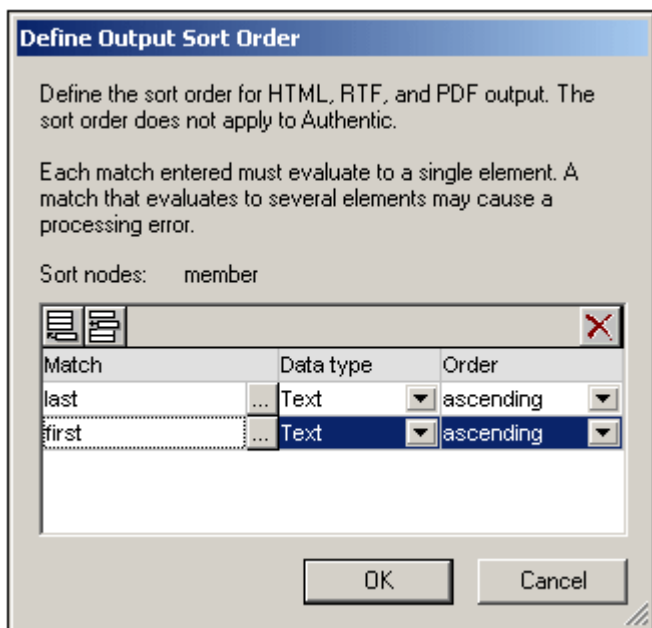 Define Output Sort Order
Define the sort order for HTML, RTF, and PDF output. The
sort order does not apply to Authentic.
Each match entered must evaluate to a single element. A
match that evaluates to several elements may cause a
processing error.
Sort nodes: member
Match Data type Order
last ... Text ascending
first ... Text ascending
OK Cancel